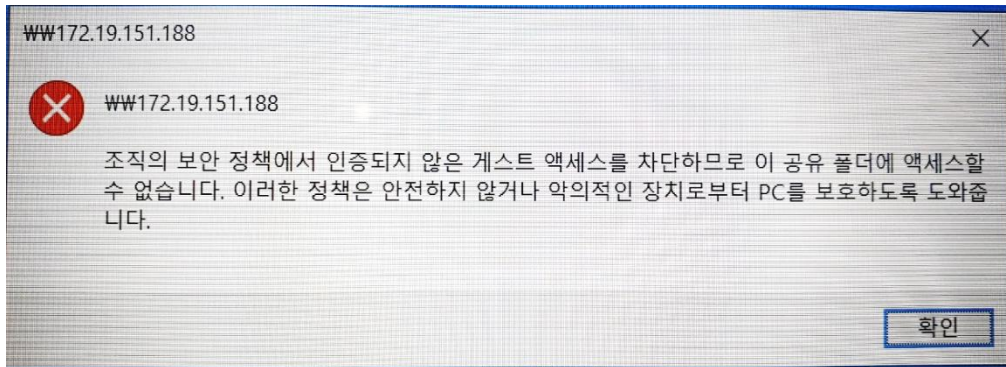 ₩₩172.19.151.188
₩₩172.19.151.188
조직의 보안 정책에서 인증되지 않은 게스트 액세스를 차단하므로 이 공유 폴더에 액세스할
수 없습니다. 이러한 정책은 안전하지 않거나 악의적인 장치로부터 PC를 보호하도록 도와줍
니다.
확인